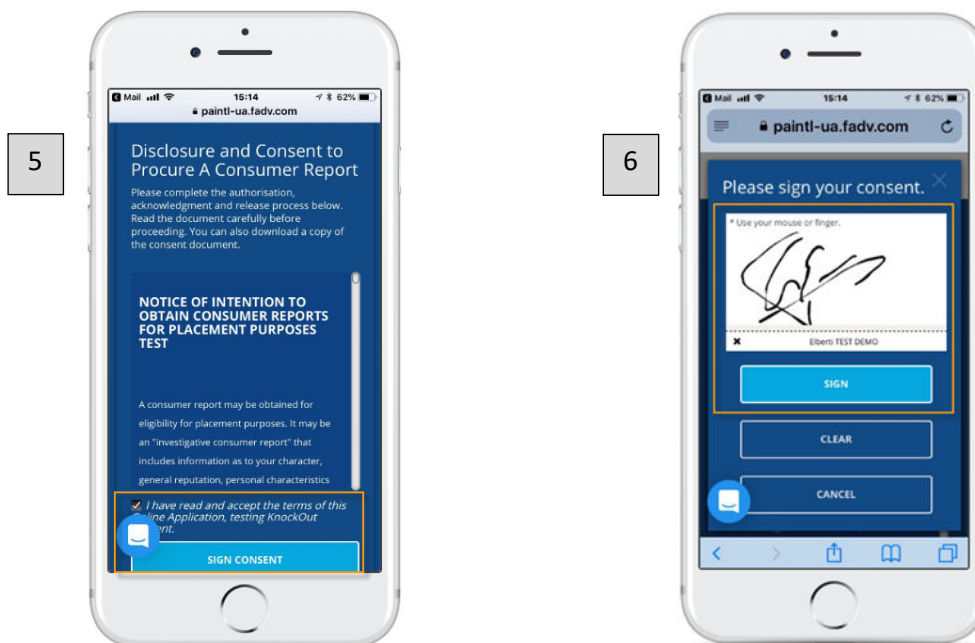 5
Mail 15:14 62%
paintl-ua.fadv.com
Disclosure and Consent to
Procure A Consumer Report
Please complete the authorisation,
acknowledgment and release process below.
Read the document carefully before
proceeding. You can also download a copy of
the consent document.
NOTICE OF INTENTION TO
OBTAIN CONSUMER REPORTS
FOR PLACEMENT PURPOSES
TEST
A consumer report may be obtained for
eligibility for placement purposes. It may be
an "investigative consumer report" that
includes information as to your character,
general reputation, personal characteristics
I have read and accept the terms of this
Online Application, testing KnockOut
SIGN CONSENT
6
Mail 15:14 62%
paintl-ua.fadv.com
Please sign your consent.
* Use your mouse or finger.
Elberti TEST DEMO
SIGN
CLEAR
CANCEL